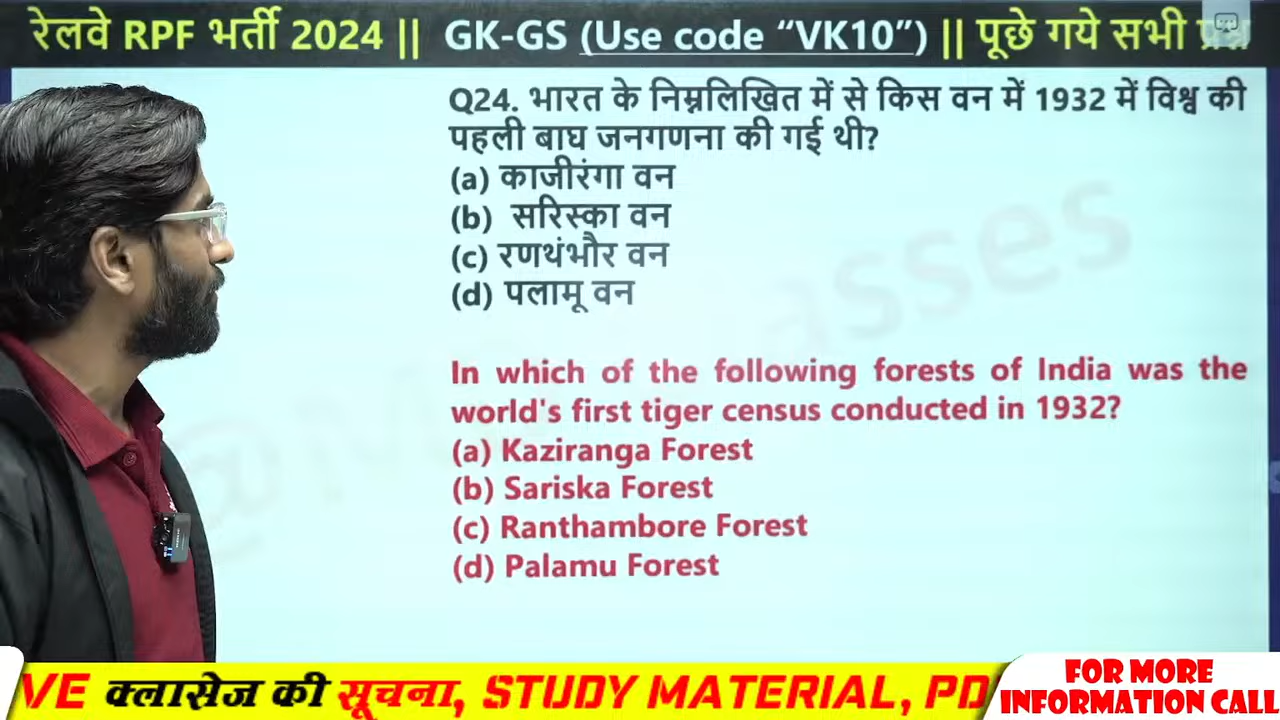 रेलवे RPF भर्ती 2024 || GK-GS (Use code “VK10”) || पूछे गये सभी प्रश्न
Q24. भारत के निम्नलिखित में से किस वन में 1932 में विश्व की
पहली बाघ जनगणना की गई थी?
(a) काजीरंगा वन
(b) सरिस्का वन
(c) रणथंभौर वन
(d) पलामू वन
In which of the following forests of India was the
world's first tiger census conducted in 1932?
(a) Kaziranga Forest
(b) Sariska Forest
(c) Ranthambore Forest
(d) Palamu Forest
VE क्लासेज की सूचना, STUDY MATERIAL, PD
FOR MORE
INFORMATION CALL